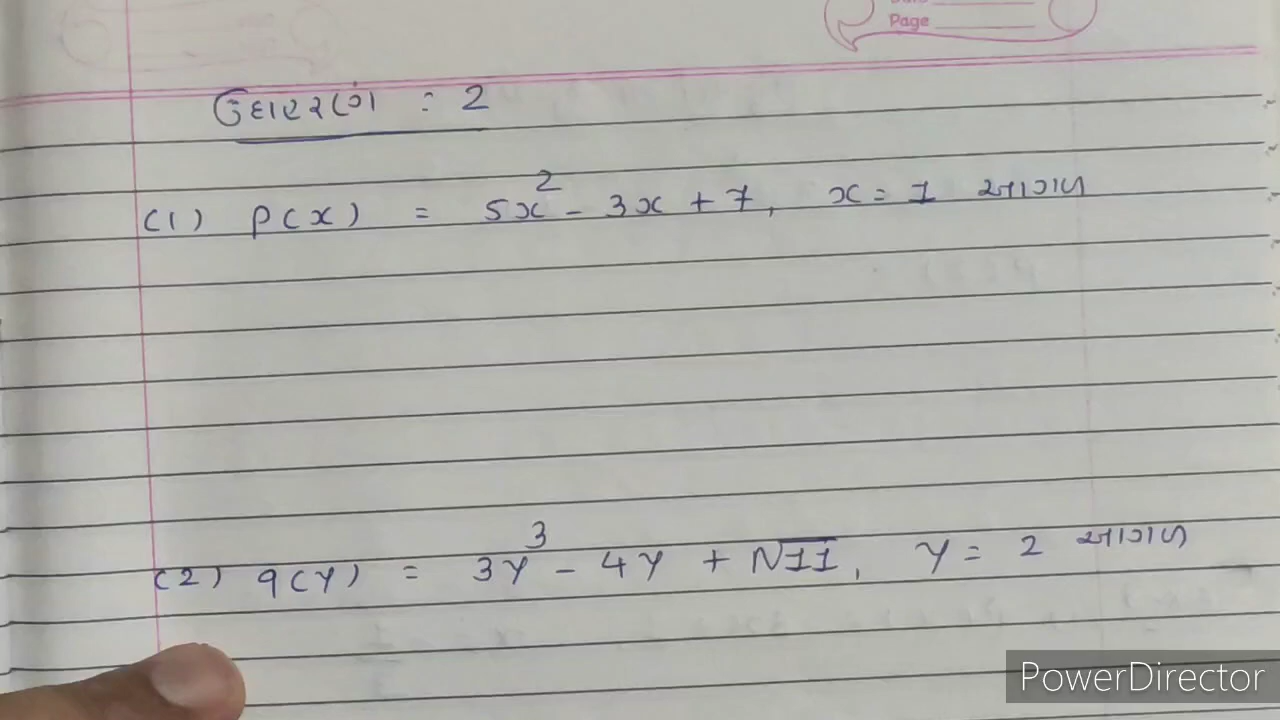 Page
ઉદાહરણ : 2
(1) p(x) = 5x² - 3x + 7, x = 1 આગળ
(2) q(y) = 3y³ - 4y + √11, y = 2 આગળ
PowerDirector